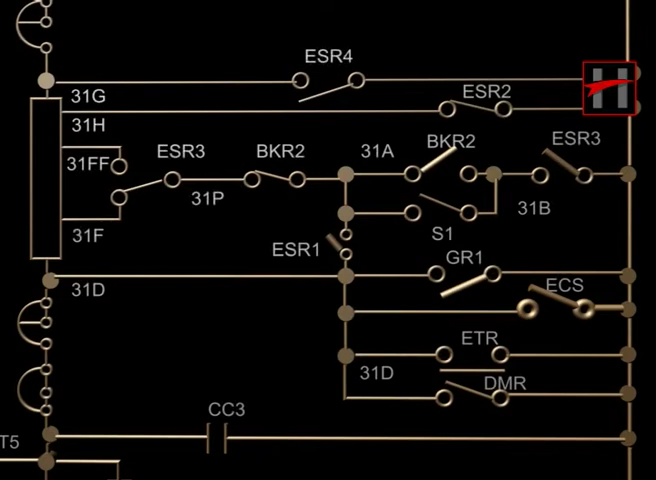 ESR4
31G
ESR2
31H
BKR2
ESR3
31FF
ESR3
BKR2
31A
31P
31B
31F
S1
ESR1
GR1
31D
ECS
ETR
31D
DMR
CC3
T5